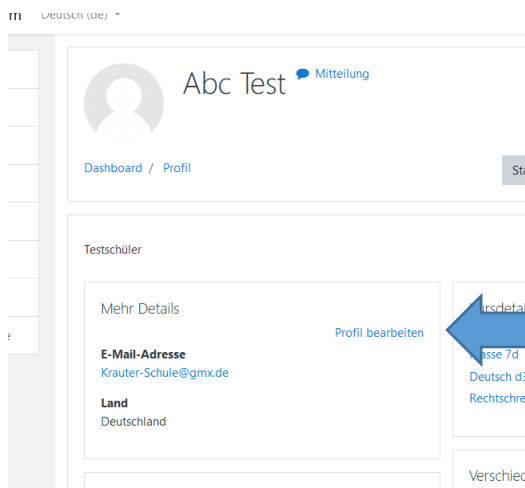 Deutsch (de)
Abc Test
Mitteilung
Dashboard / Profil
Testschüler
Mehr Details
Profil bearbeiten
E-Mail-Adresse
Krauter-Schule@gmx.de
Land
Deutschland
7d
Deutsch